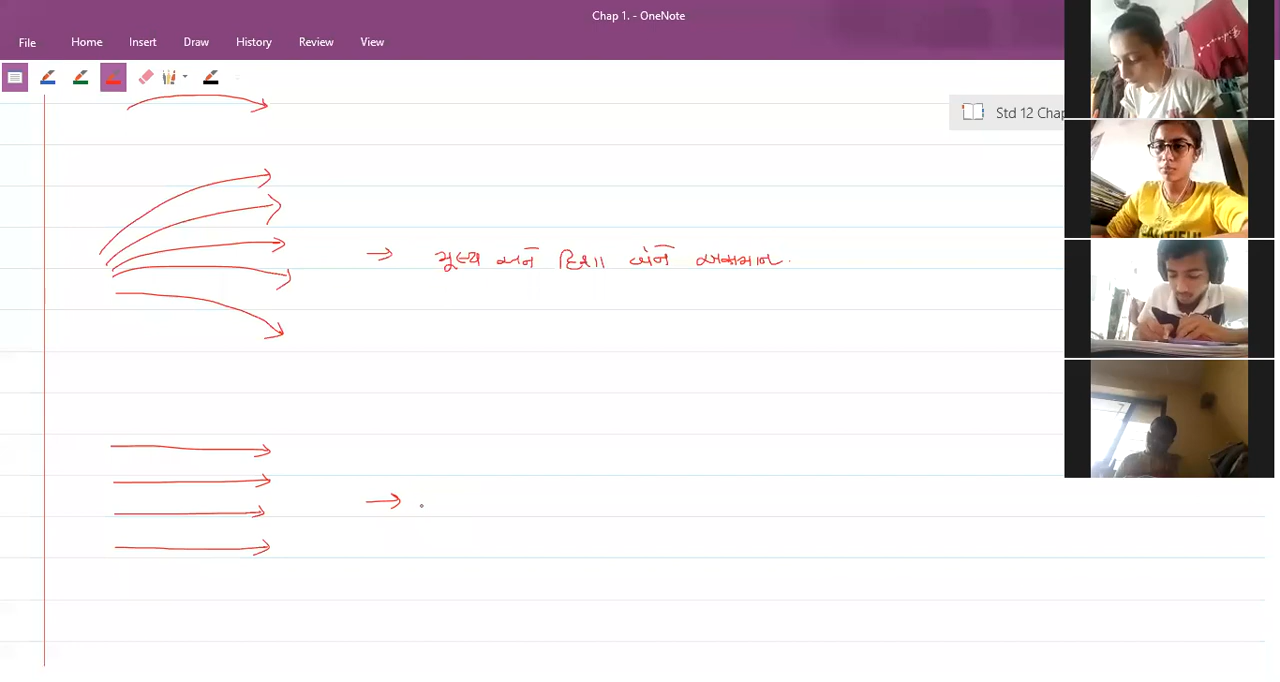 Chap 1. - OneNote
File Home Insert Draw History Review View
Std 12 Chap
→ મૂલ્ય અને દિશા બંને અસમાન.
→